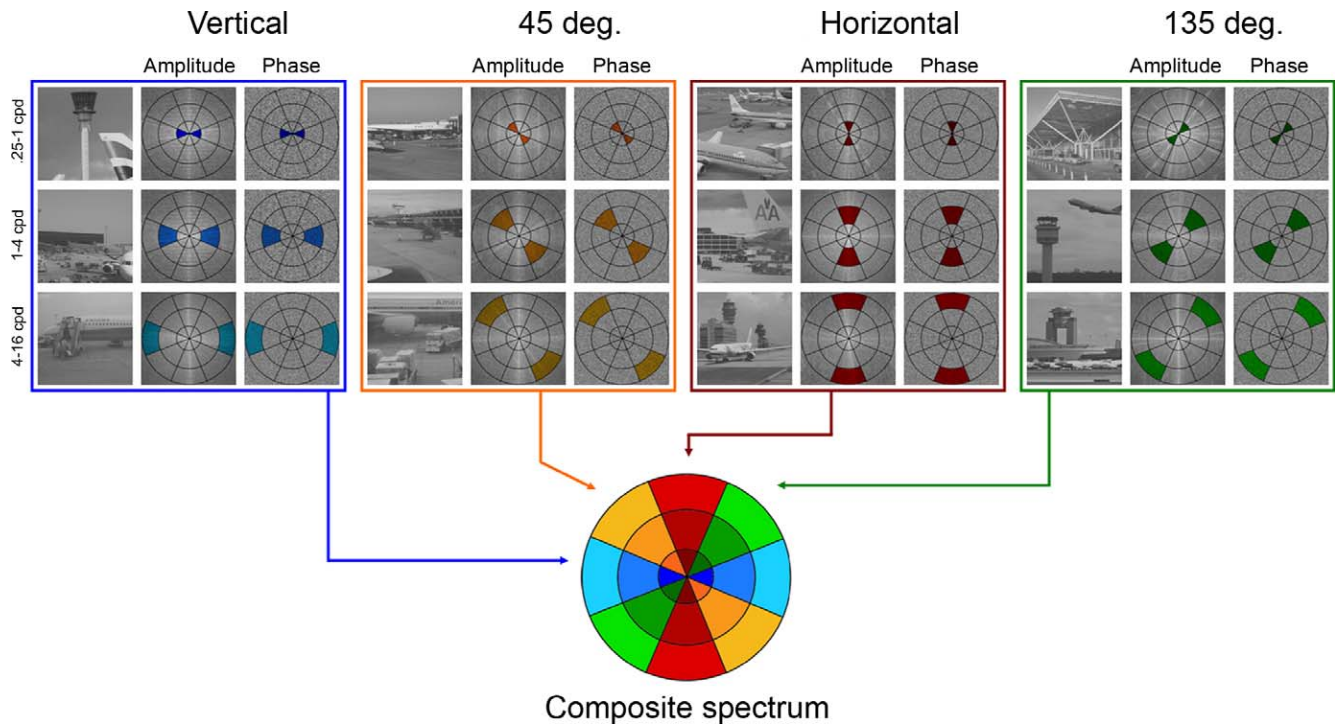 Vertical
45 deg.
Horizontal
135 deg.
Amplitude Phase
Amplitude Phase
Amplitude Phase
Amplitude Phase
.25-1 cpd
1-4 cpd
4-16 cpd
AA
Composite spectrum